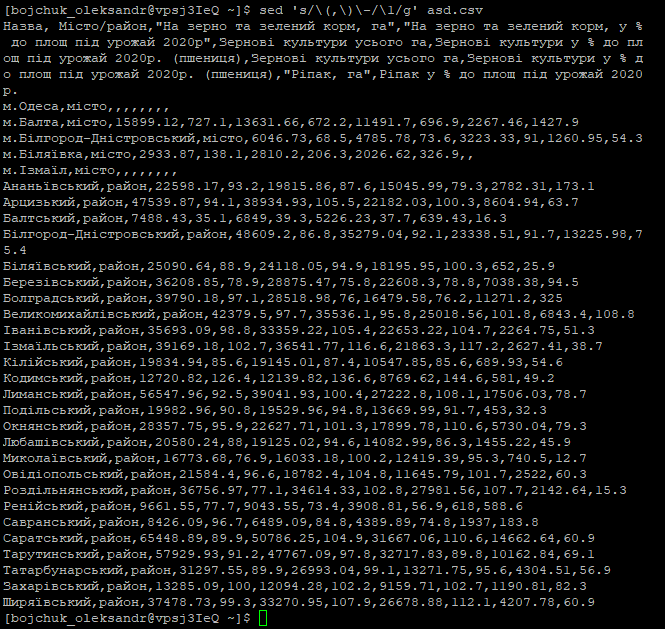 [bojchuk_oleksandr@vpsj3IeQ ~]$ sed 's/\(,\)\-/\1/g' asd.csv
Назва, Місто/район,"На зерно та зелений корм, га","На зерно та зелений корм, у %
 до площ під урожай 2020р",Зернові культури усього га,Зернові культури у % до пл
ощ під урожай 2020р. (пшениця),Зернові культури усього га,Зернові культури у % д
о площ під урожай 2020р. (пшениця),"Ріпак, га",Ріпак у % до площ під урожай 2020
р.
м.Одеса,місто,,,,,,,,
м.Балта,місто,15899.12,727.1,13631.66,672.2,11491.7,696.9,2267.46,1427.9
м.Білгород-Дністровський,місто,6046.73,68.5,4785.78,73.6,3223.33,91,1260.95,54.3
м.Біляївка,місто,2933.87,138.1,2810.2,206.3,2026.62,326.9,,
м.Ізмаїл,місто,,,,,,,,
Ананьївський,район,22598.17,93.2,19815.86,87.6,15045.99,79.3,2782.31,173.1
Арцизький,район,47539.87,94.1,38934.93,105.5,22182.03,100.3,8604.94,63.7
Балтський,район,7488.43,35.1,6849,39.3,5226.23,37.7,639.43,16.3
Білгород-Дністровський,район,48609.2,86.8,35279.04,92.1,23338.51,91.7,13225.98,7
5.4
Біляївський,район,25090.64,88.9,24118.05,94.9,18195.95,100.3,652,25.9
Березівський,район,36208.85,78.9,28875.47,75.8,22608.3,78.8,7038.38,94.5
Болградський,район,39790.18,97.1,28518.98,76,16479.58,76.2,11271.2,325
Великомихайлівський,район,42379.5,97.7,35536.1,95.8,25018.56,101.8,6843.4,108.8
Іванівський,район,35693.09,98.8,33359.22,105.4,22653.22,104.7,2264.75,51.3
Ізмаїльський,район,39169.18,102.7,36541.77,116.6,21863.3,117.2,2627.41,38.7
Кілійський,район,19834.94,85.6,19145.01,87.4,10547.85,85.6,689.93,54.6
Кодимський,район,12720.82,126.4,12139.82,136.6,8769.62,144.6,581,49.2
Лиманський,район,56547.96,92.5,39041.93,100.4,27222.8,108.1,17506.03,78.7
Подільський,район,19982.96,90.8,19529.96,94.8,13669.99,91.7,453,32.3
Окнянський,район,28357.75,95.9,22627.71,101.3,17899.78,110.6,5730.04,79.3
Любашівський,район,20580.24,88,19125.02,94.6,14082.99,86.3,1455.22,45.9
Миколаївський,район,16773.68,76.9,16033.18,100.2,12419.39,95.3,740.5,12.7
Овідіопольський,район,21584.4,96.6,18782.4,104.8,11645.79,101.7,2522,60.3
Роздільнянський,район,36756.97,77.1,34614.33,102.8,27981.56,107.7,2142.64,15.3
Ренійський,район,9661.55,77.7,9043.55,73.4,3908.81,56.9,618,588.6
Савранський,район,8426.09,96.7,6489.09,84.8,4389.89,74.8,1937,183.8
Саратський,район,65448.89,89.9,50786.25,104.9,31667.06,110.6,14662.64,60.9
Тарутинський,район,57929.93,91.2,47767.09,97.8,32717.83,89.8,10162.84,69.1
Татарбунарський,район,31297.55,89.9,26993.04,99.1,13271.75,95.6,4304.51,56.9
Захарівський,район,13285.09,100,12094.28,102.2,9159.71,102.7,1190.81,82.3
Ширяївський,район,37478.73,99.3,33270.95,107.9,26678.88,112.1,4207.78,60.9
[bojchuk_oleksandr@vpsj3IeQ ~]$